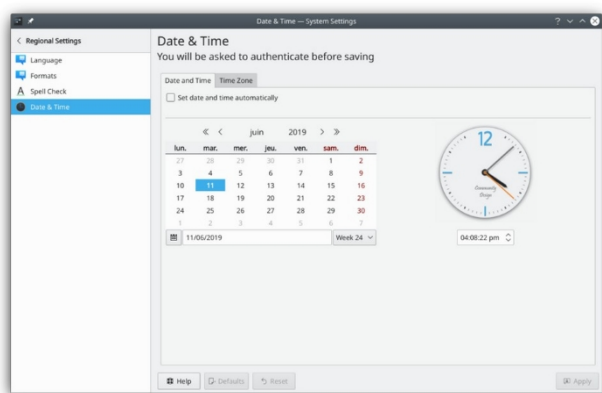 Date & Time — System Settings
Regional Settings
Language
Formats
Spell Check
Date & Time
Date & Time
You will be asked to authenticate before saving
Date and Time Time Zone
Set date and time automatically
juin 2019
lun. mar. mer. jeu. ven. sam. dim.
27 28 29 30 31 1 2
3 4 5 6 7 8 9
10 11 12 13 14 15 16
17 18 19 20 21 22 23
24 25 26 27 28 29 30
1 2 3 4 5 6 7
11/06/2019 Week 24
12
Community
Design
04:08:22 pm
Help Defaults Reset Apply